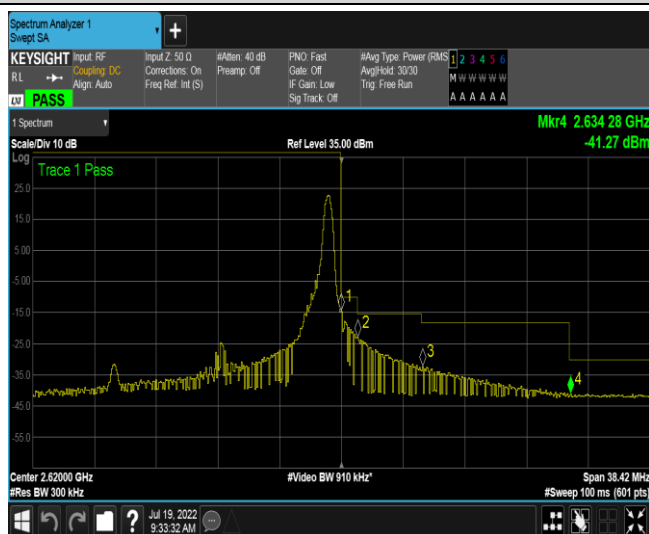 Spectrum Analyzer 1
Swept SA
+
KEYSIGHT Input: RF Input Z: 50 Ω #Atten: 40 dB PNO: Fast #Avg Type: Power (RMS 1 2 3 4 5 6
RL Coupling: DC Corrections: On Preamp: Off Gate: Off Avg|Hold: 30/30 M W W W W W
Align: Auto Freq Ref: Int (S) IF Gain: Low Trig: Free Run
Sig Track: Off A A A A A A
LXI PASS
1 Spectrum Mkr4 2.634 28 GHz
Scale/Div 10 dB Ref Level 35.00 dBm -41.27 dBm
Log
Trace 1 Pass
25.0
15.0
5.00
-5.00
1
-15.0
2
-25.0
3
-35.0
4
-45.0
-55.0
Center 2.62000 GHz #Video BW 910 kHz* Span 38.42 MHz
#Res BW 300 kHz #Sweep 100 ms (601 pts)
? Jul 19, 2022
9:33:32 AM